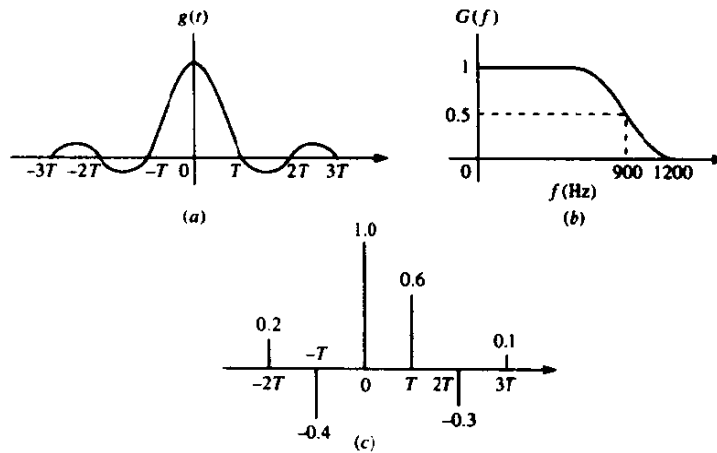 g(t)
-3T -2T -T 0 T 2T 3T
(a)
G(f)
1
0.5
0 900 1200
f(Hz)
(b)
1.0
0.6
0.2
0.1
-T
-2T 0 T 2T 3T
-0.3
-0.4
(c)